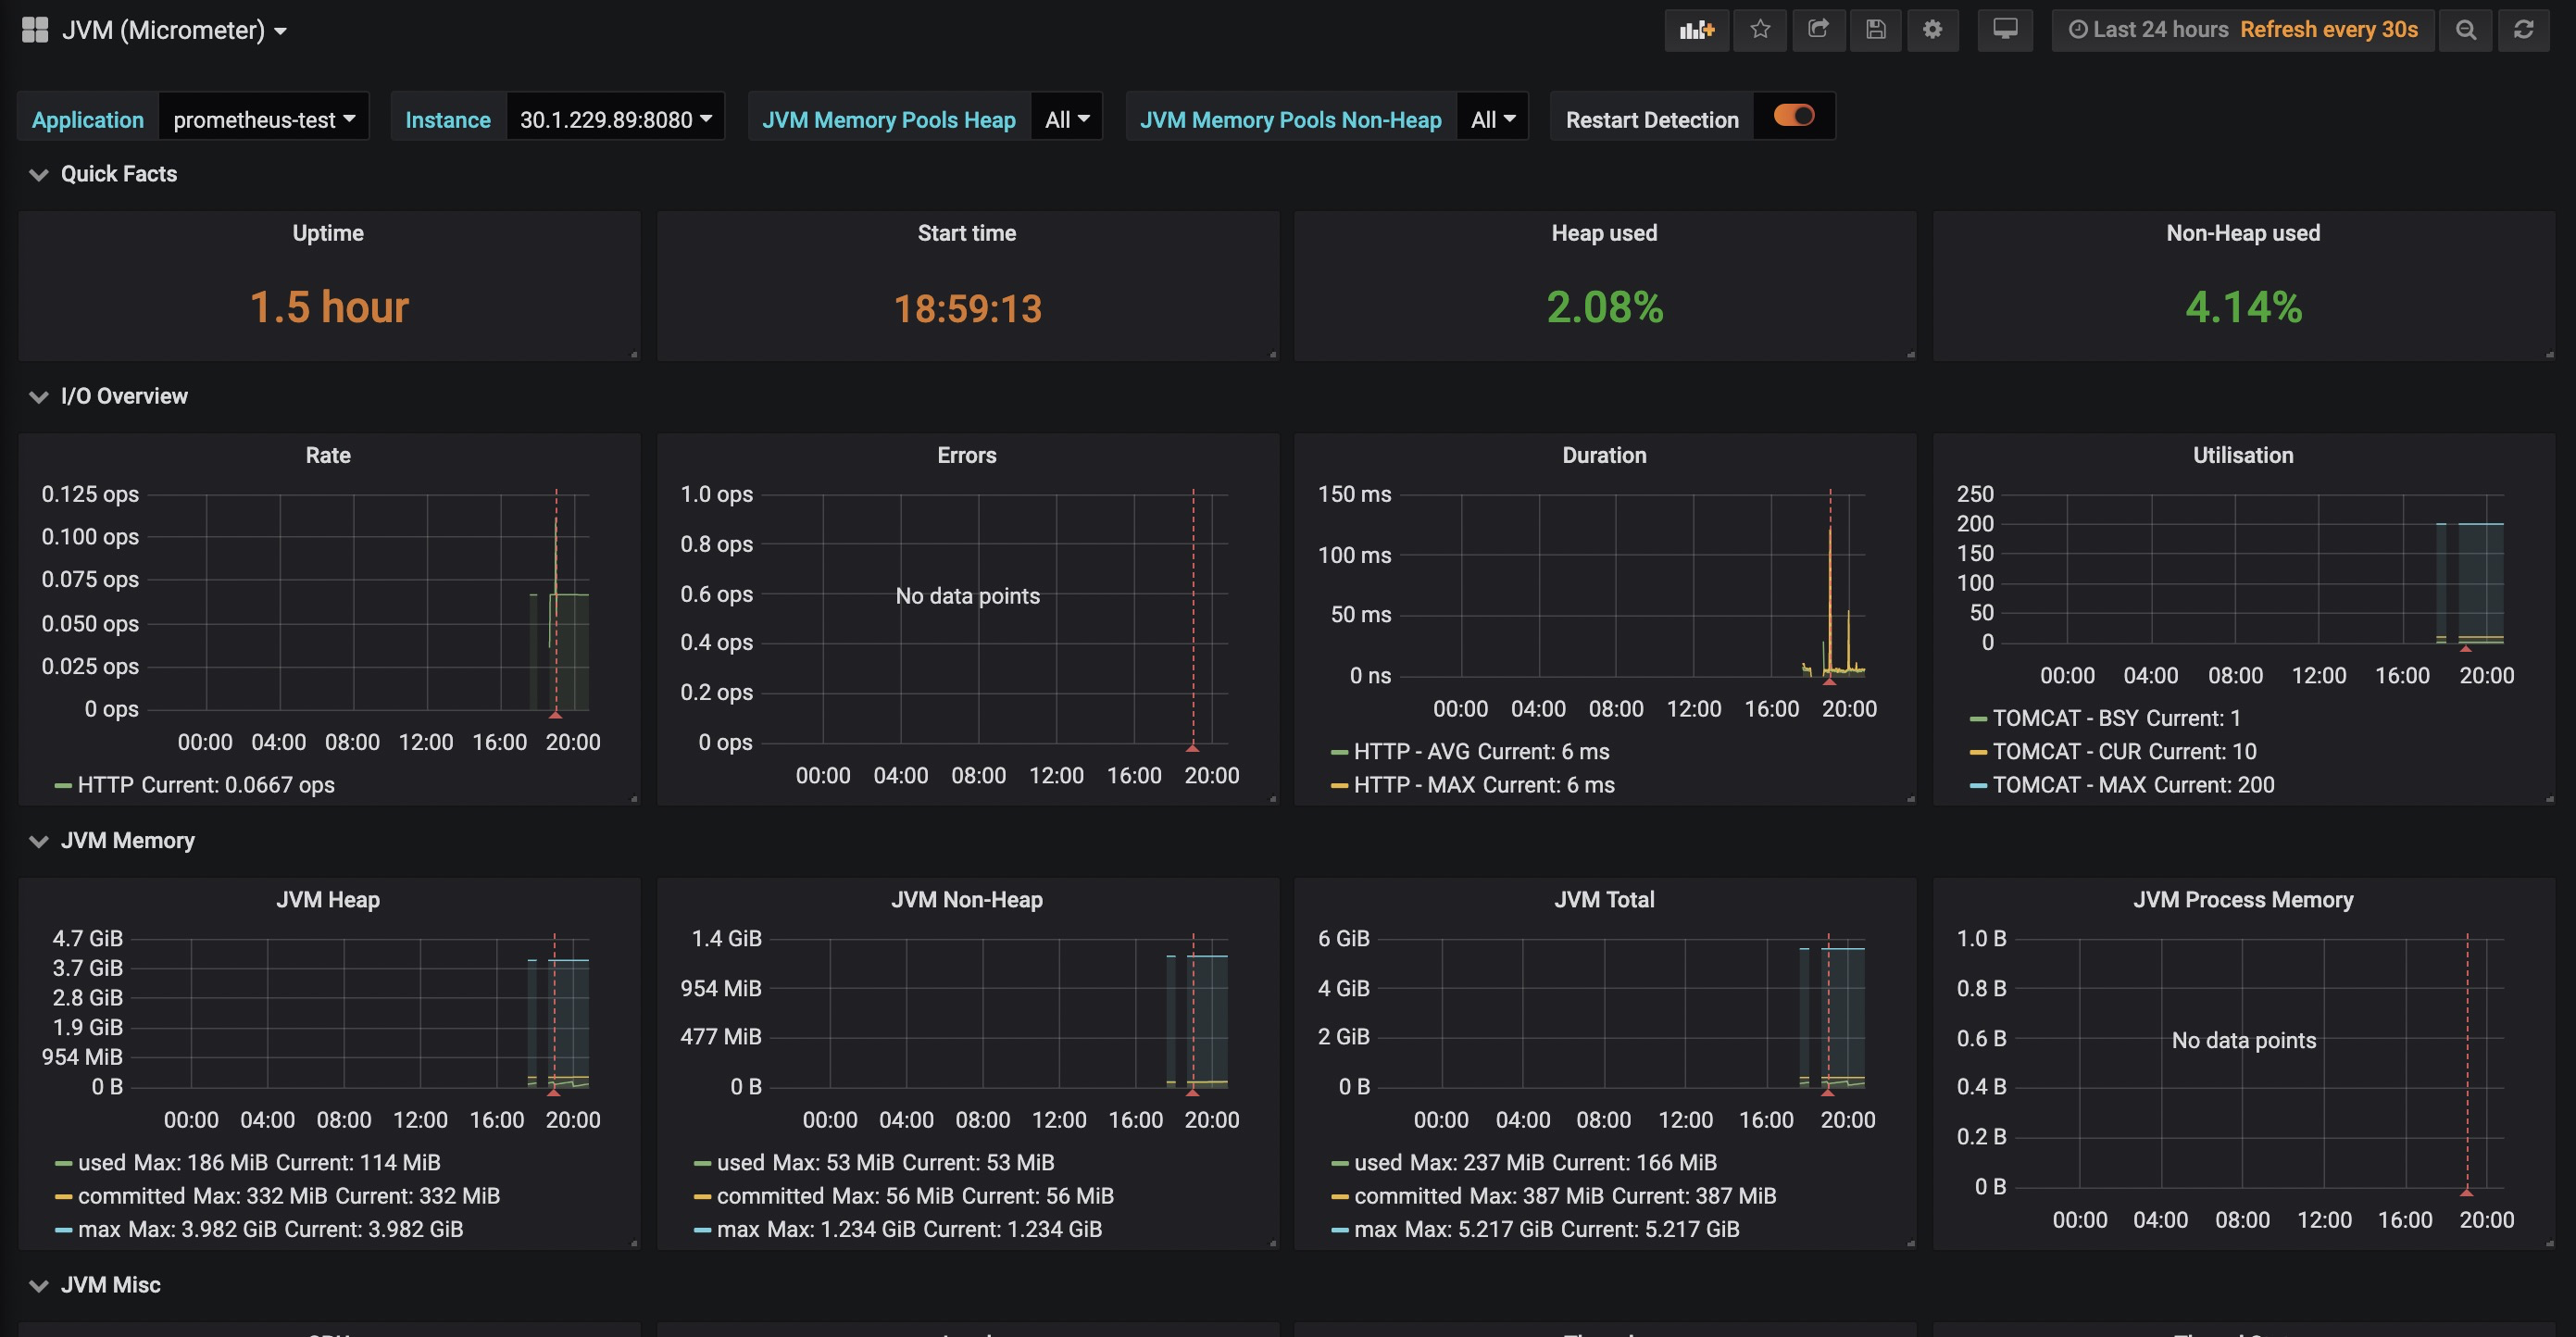 JVM (Micrometer)
Last 24 hours Refresh every 30s
Application prometheus-test Instance 30.1.229.89:8080 JVM Memory Pools Heap All JVM Memory Pools Non-Heap All Restart Detection
Quick Facts
Uptime
1.5 hour
Start time
18:59:13
Heap used
2.08%
Non-Heap used
4.14%
I/O Overview
Rate
0.125 ops
0.100 ops
0.075 ops
0.050 ops
0.025 ops
0 ops
00:00 04:00 08:00 12:00 16:00 20:00
HTTP Current: 0.0667 ops
Errors
1.0 ops
0.8 ops
0.6 ops
0.4 ops
0.2 ops
0 ops
No data points
00:00 04:00 08:00 12:00 16:00 20:00
Duration
150 ms
100 ms
50 ms
0 ns
00:00 04:00 08:00 12:00 16:00 20:00
HTTP - AVG Current: 6 ms
HTTP - MAX Current: 6 ms
Utilisation
250
200
150
100
50
0
00:00 04:00 08:00 12:00 16:00 20:00
TOMCAT - BSY Current: 1
TOMCAT - CUR Current: 10
TOMCAT - MAX Current: 200
JVM Memory
JVM Heap
4.7 GiB
3.7 GiB
2.8 GiB
1.9 GiB
954 MiB
0 B
00:00 04:00 08:00 12:00 16:00 20:00
used Max: 186 MiB Current: 114 MiB
committed Max: 332 MiB Current: 332 MiB
max Max: 3.982 GiB Current: 3.982 GiB
JVM Non-Heap
1.4 GiB
954 MiB
477 MiB
0 B
00:00 04:00 08:00 12:00 16:00 20:00
used Max: 53 MiB Current: 53 MiB
committed Max: 56 MiB Current: 56 MiB
max Max: 1.234 GiB Current: 1.234 GiB
JVM Total
6 GiB
4 GiB
2 GiB
0 B
00:00 04:00 08:00 12:00 16:00 20:00
used Max: 237 MiB Current: 166 MiB
committed Max: 387 MiB Current: 387 MiB
max Max: 5.217 GiB Current: 5.217 GiB
JVM Process Memory
1.0 B
0.8 B
0.6 B
0.4 B
0.2 B
0 B
No data points
00:00 04:00 08:00 12:00 16:00 20:00
JVM Misc